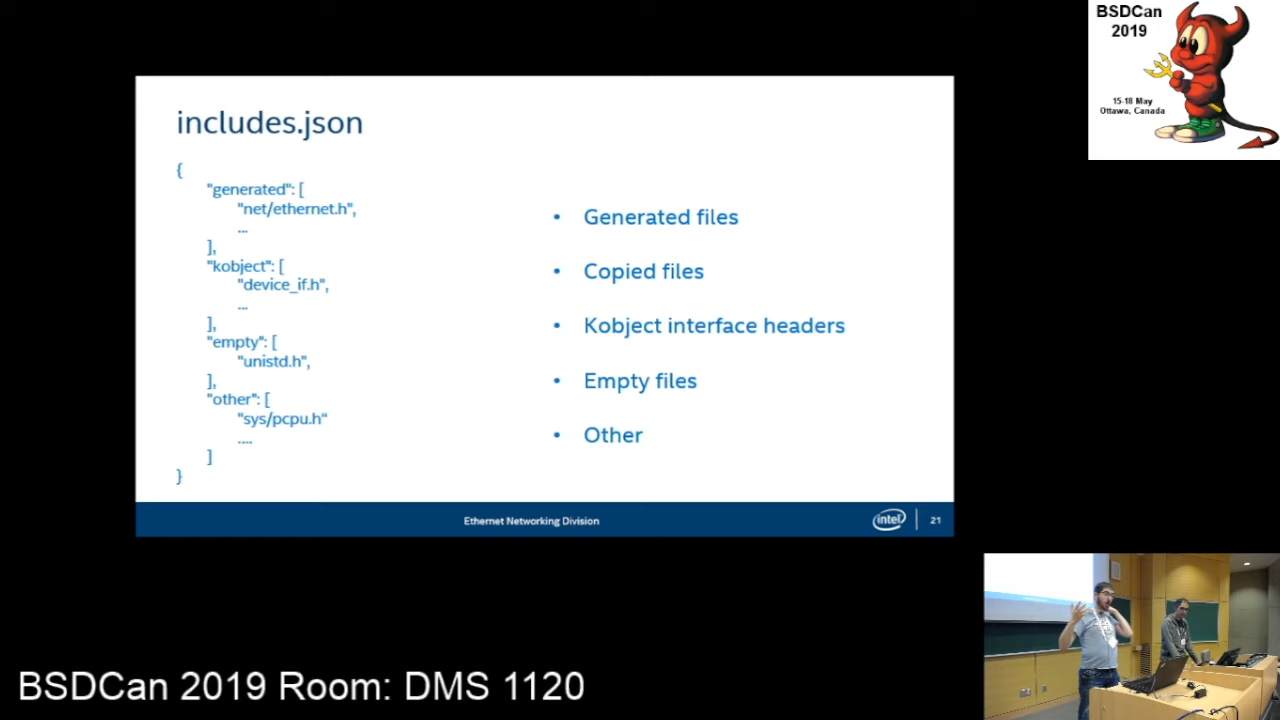 BSDCan
2019
15-18 May
Ottawa, Canada
includes.json
{
"generated": [
"net/ethernet.h",
...
],
"kobject": [
"device_if.h",
...
],
"empty": [
"unistd.h",
],
"other": [
"sys/pcpu.h"
....
]
}
• Generated files
• Copied files
• Kobject interface headers
• Empty files
• Other
Ethernet Networking Division
intel
21
BSDCan 2019 Room: DMS 1120